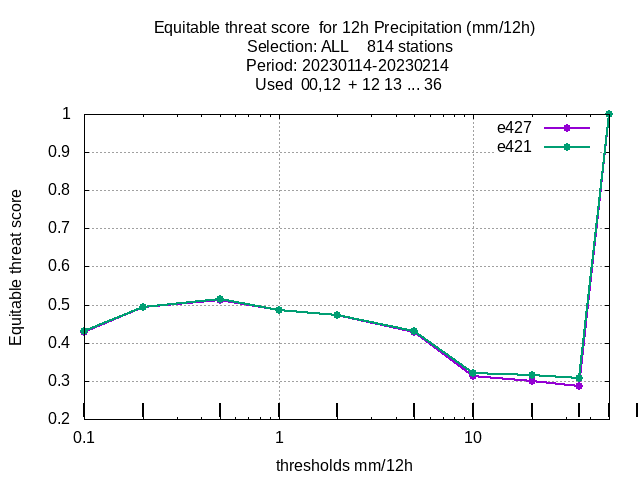 Equitable threat score  for 12h Precipitation (mm/12h)
Selection: ALL    814 stations
Period: 20230114-20230214
Used  00,12  + 12 13 ... 36
e427
e421
1
0.9
0.8
0.7
0.6
0.5
0.4
0.3
0.2
Equitable threat score
0.1 1 10
thresholds mm/12h